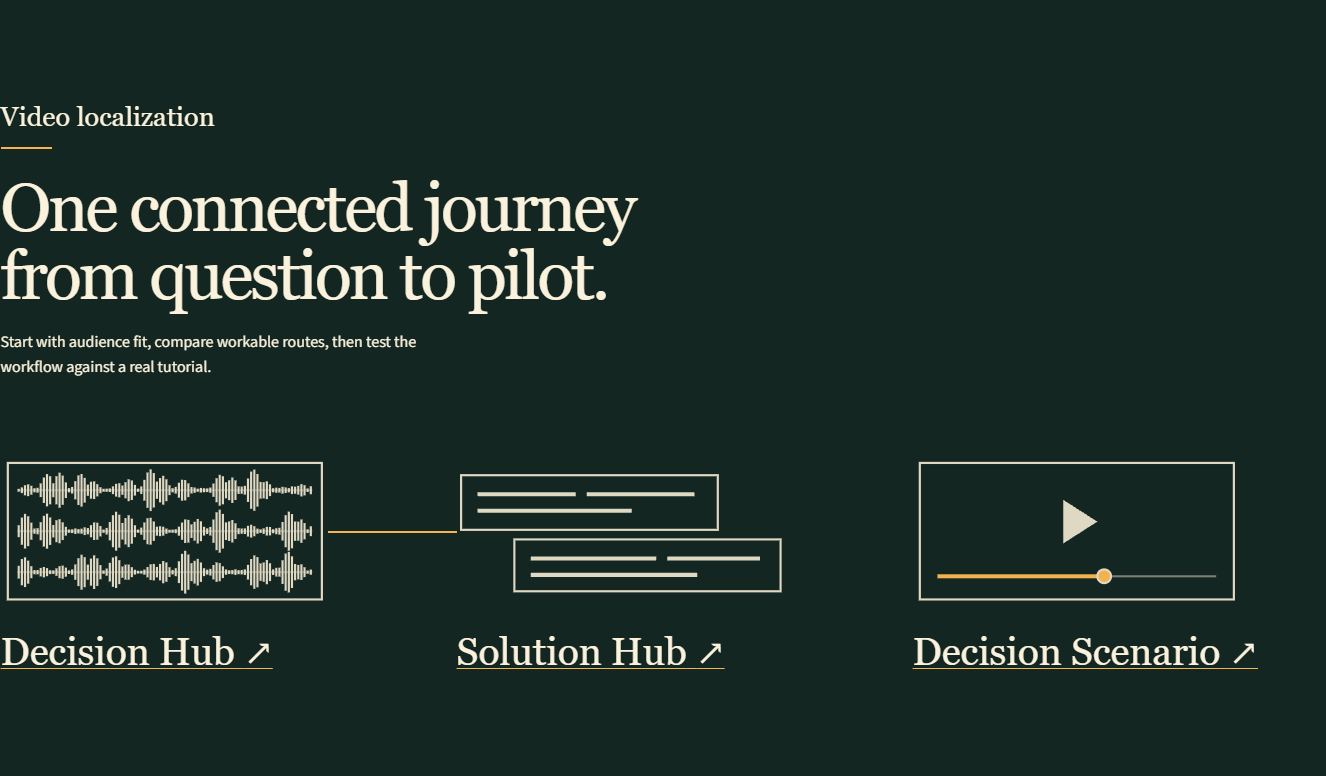 Video localization
One connected journey
from question to pilot.
Start with audience fit, compare workable routes, then test the
workflow against a real tutorial.
Decision Hub ↗
Solution Hub ↗
Decision Scenario ↗